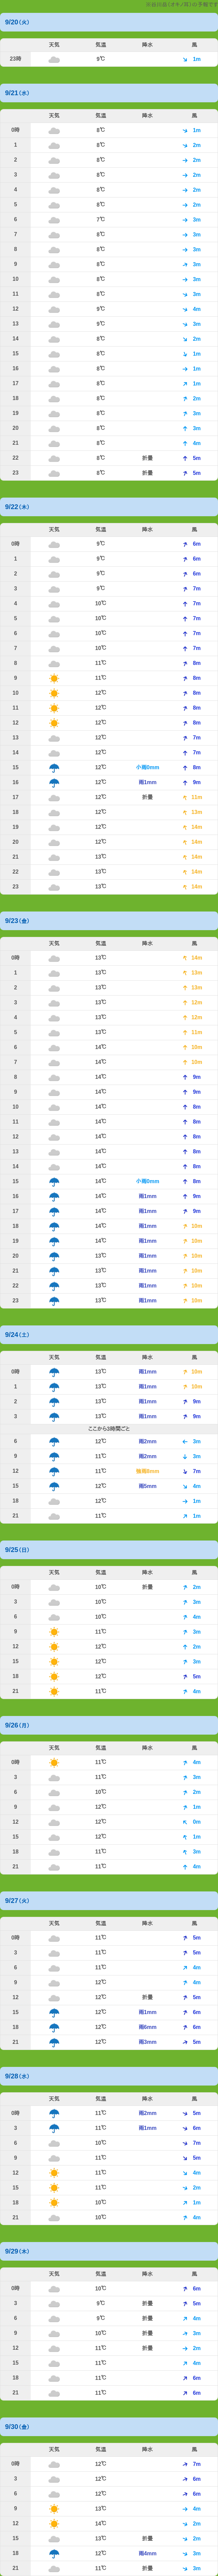 9/20(火)
天気 気温 降水 風
23時 9℃ 1m
9/21(水)
天気 気温 降水 風
0時 8℃ 1m
1 8℃ 2m
2 8℃ 2m
3 8℃ 2m
4 8℃ 2m
5 8℃ 2m
6 7℃ 3m
7 8℃ 3m
8 8℃ 3m
9 8℃ 3m
10 8℃ 3m
11 8℃ 3m
12 9℃ 4m
13 9℃ 3m
14 8℃ 2m
15 8℃ 1m
16 8℃ 1m
17 8℃ 1m
18 8℃ 2m
19 8℃ 3m
20 8℃ 3m
21 8℃ 4m
22 8℃ 折畳 5m
23 8℃ 折畳 5m
9/22(木)
天気 気温 降水 風
0時 9℃ 6m
1 9℃ 6m
2 9℃ 6m
3 9℃ 7m
4 10℃ 7m
5 10℃ 7m
6 10℃ 7m
7 10℃ 7m
8 11℃ 8m
9 11℃ 8m
10 12℃ 8m
11 12℃ 8m
12 12℃ 8m
13 12℃ 7m
14 12℃ 7m
15 12℃ 小雨0mm 8m
16 12℃ 雨1mm 9m
17 12℃ 折畳 11m
18 12℃ 13m
19 12℃ 14m
20 12℃ 14m
21 13℃ 14m
22 13℃ 14m
23 13℃ 14m
9/23(金)
天気 気温 降水 風
0時 13℃ 14m
1 13℃ 13m
2 13℃ 13m
3 13℃ 12m
4 13℃ 12m
5 13℃ 11m
6 14℃ 10m
7 14℃ 10m
8 14℃ 9m
9 14℃ 9m
10 14℃ 8m
11 14℃ 8m
12 14℃ 8m
13 14℃ 8m
14 14℃ 8m
15 14℃ 小雨0mm 8m
16 14℃ 雨1mm 9m
17 14℃ 雨1mm 9m
18 14℃ 雨1mm 10m
19 14℃ 雨1mm 10m
20 13℃ 雨1mm 10m
21 13℃ 雨1mm 10m
22 13℃ 雨1mm 10m
23 13℃ 雨1mm 10m
9/24(土)
天気 気温 降水 風
0時 13℃ 雨1mm 10m
1 13℃ 雨1mm 10m
2 13℃ 雨1mm 9m
3 13℃ 雨1mm 9m
ここから3時間ごと
6 12℃ 雨2mm 3m
9 11℃ 雨2mm 3m
12 11℃ 7m
15 12℃ 雨5mm 4m
18 12℃ 1m
21 11℃ 1m
9/25(日)
天気 気温 降水 風
0時 10℃ 折畳 2m
3 10℃ 3m
6 10℃ 4m
9 11℃ 3m
12 12℃ 2m
15 12℃ 3m
18 12℃ 5m
21 11℃ 4m
9/26(月)
天気 気温 降水 風
0時 11℃ 4m
3 11℃ 3m
6 10℃ 2m
9 12℃ 1m
12 12℃ 0m
15 12℃ 1m
18 11℃ 3m
21 11℃ 4m
9/27(火)
天気 気温 降水 風
0時 11℃ 5m
3 11℃ 5m
6 11℃ 4m
9 12℃ 4m
12 12℃ 折畳 5m
15 12℃ 雨1mm 6m
18 12℃ 雨6mm 6m
21 12℃ 雨3mm 5m
9/28(水)
天気 気温 降水 風
0時 11℃ 雨2mm 5m
3 11℃ 雨1mm 6m
6 10℃ 7m
9 11℃ 5m
12 11℃ 4m
15 11℃ 2m
18 10℃ 1m
21 10℃ 4m
9/29(木)
天気 気温 降水 風
0時 10℃ 6m
3 9℃ 折畳 5m
6 9℃ 折畳 4m
9 10℃ 折畳 3m
12 11℃ 折畳 2m
15 11℃ 4m
18 11℃ 6m
21 11℃ 6m
9/30(金)
天気 気温 降水 風
0時 12℃ 7m
3 12℃ 6m
6 12℃ 6m
9 13℃ 4m
12 14℃ 2m
15 13℃ 折畳 2m
18 12℃ 雨4mm 3m
21 11℃ 折畳 3m